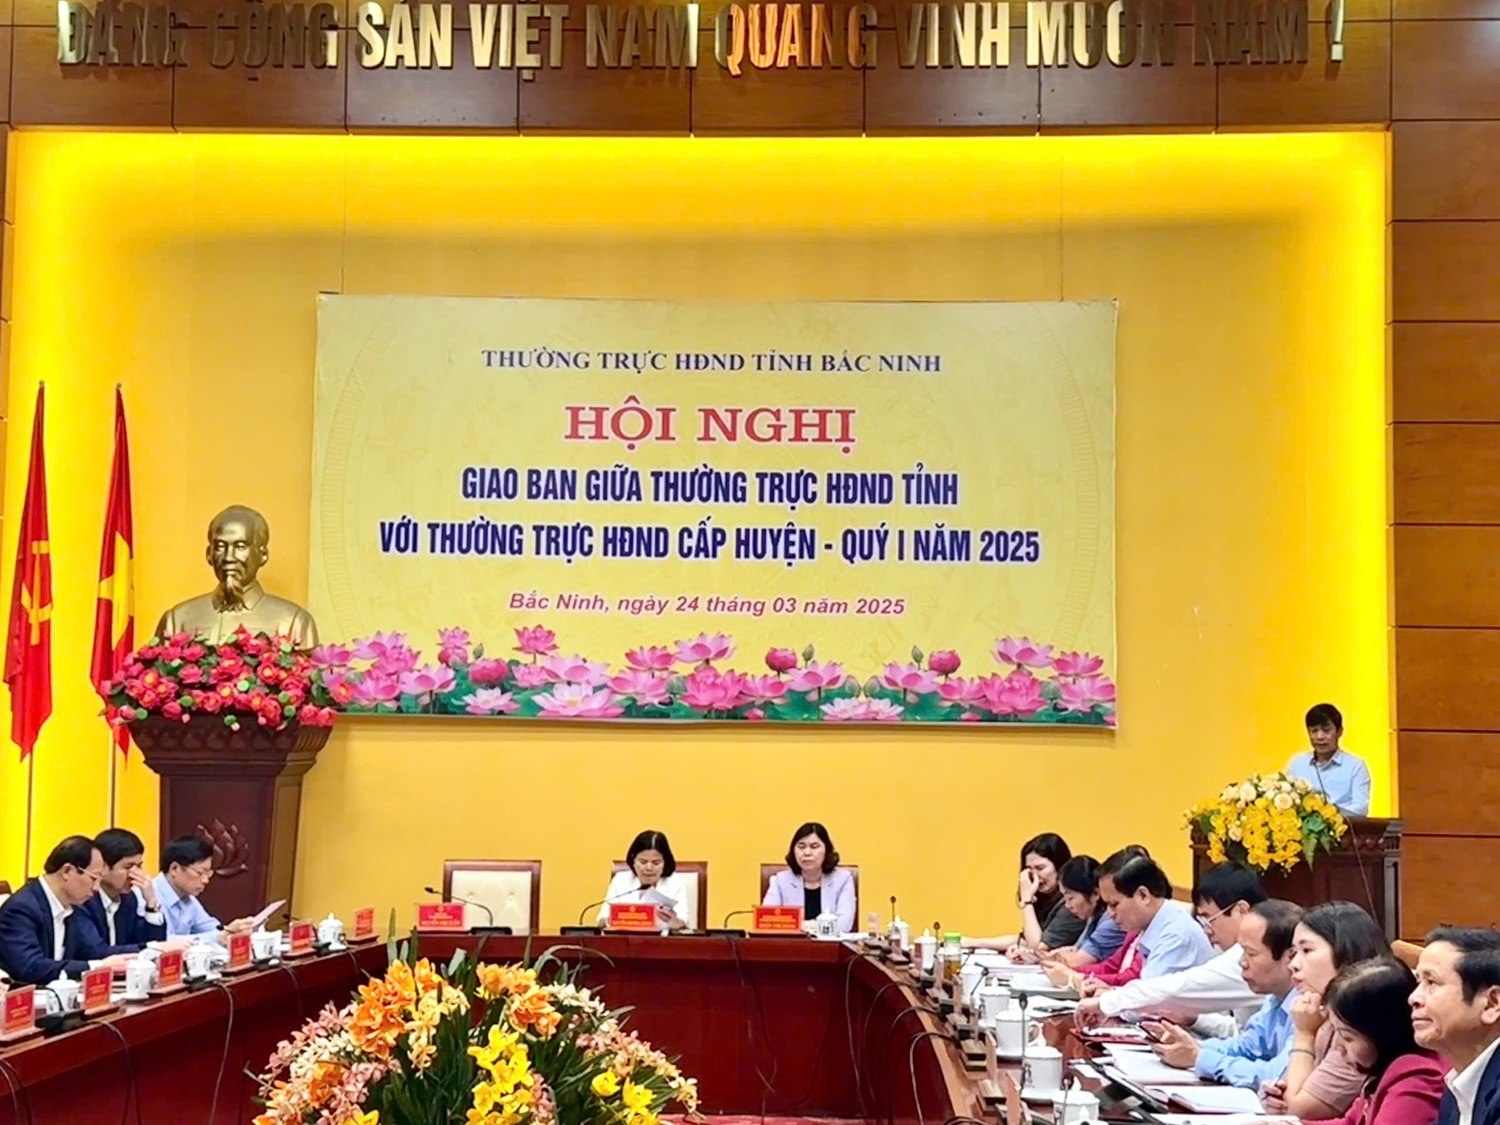 ĐẢNG CỘNG SẢN VIỆT NAM QUANG VINH MUÔN NĂM !
THƯỜNG TRỰC HĐND TỈNH BẮC NINH
HỘI NGHỊ
GIAO BAN GIỮA THƯỜNG TRỰC HĐND TỈNH
VỚI THƯỜNG TRỰC HĐND CẤP HUYỆN - QUÝ I NĂM 2025
Bắc Ninh, ngày 24 tháng 03 năm 2025